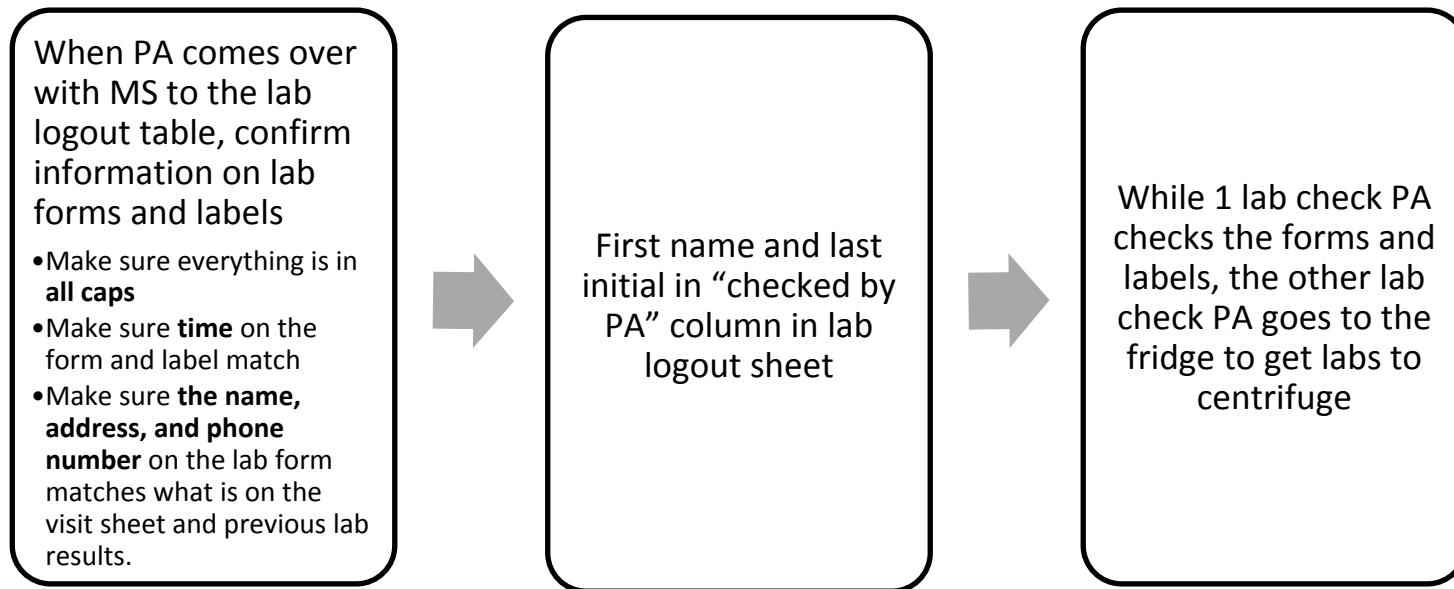 When PA comes over
with MS to the lab
logout table, confirm
information on lab
forms and labels
•Make sure everything is in
all caps
•Make sure time on the
form and label match
•Make sure the name,
address, and phone
number on the lab form
matches what is on the
visit sheet and previous lab
results.
First name and last
initial in “checked by
PA” column in lab
logout sheet
While 1 lab check PA
checks the forms and
labels, the other lab
check PA goes to the
fridge to get labs to
centrifuge